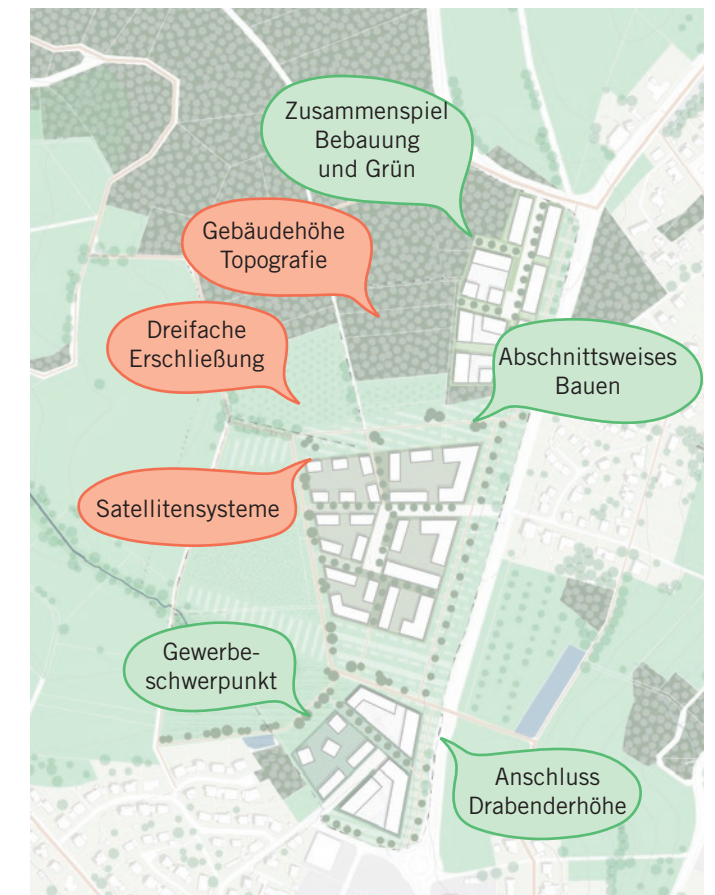 Zusammenspiel
Bebauung
und Grün
Gebäudehöhe
Topografie
Dreifache
Erschließung
Abschnittsweises
Bauen
Satellitensysteme
Gewerbe-
schwerpunkt
Anschluss
Drabenderhöhe